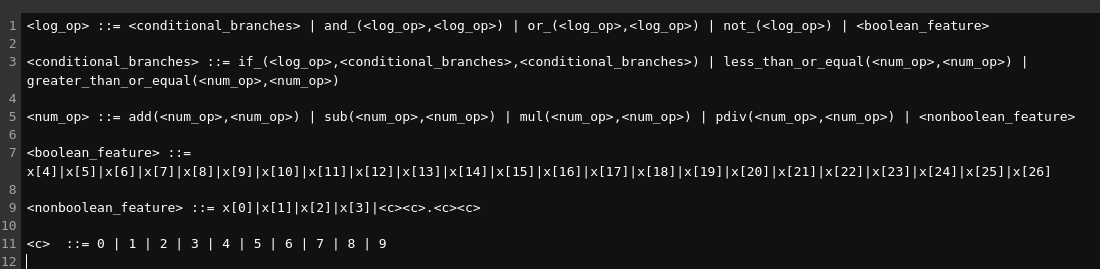 1 <log_op> ::= <conditional_branches> | and_(<log_op>,<log_op>) | or_(<log_op>,<log_op>) | not_(<log_op>) | <boolean_feature>
2
3 <conditional_branches> ::= if_(<log_op>,<conditional_branches>,<conditional_branches>) | less_than_or_equal(<num_op>,<num_op>) |
greater_than_or_equal(<num_op>,<num_op>)
4
5 <num_op> ::= add(<num_op>,<num_op>) | sub(<num_op>,<num_op>) | mul(<num_op>,<num_op>) | pdiv(<num_op>,<num_op>) | <nonboolean_feature>
6
7 <boolean_feature> ::=
x[4]|x[5]|x[6]|x[7]|x[8]|x[9]|x[10]|x[11]|x[12]|x[13]|x[14]|x[15]|x[16]|x[17]|x[18]|x[19]|x[20]|x[21]|x[22]|x[23]|x[24]|x[25]|x[26]
8
9 <nonboolean_feature> ::= x[0]|x[1]|x[2]|x[3]|<c><c>.<c><c>
10
11 <c>  ::= 0 | 1 | 2 | 3 | 4 | 5 | 6 | 7 | 8 | 9
12